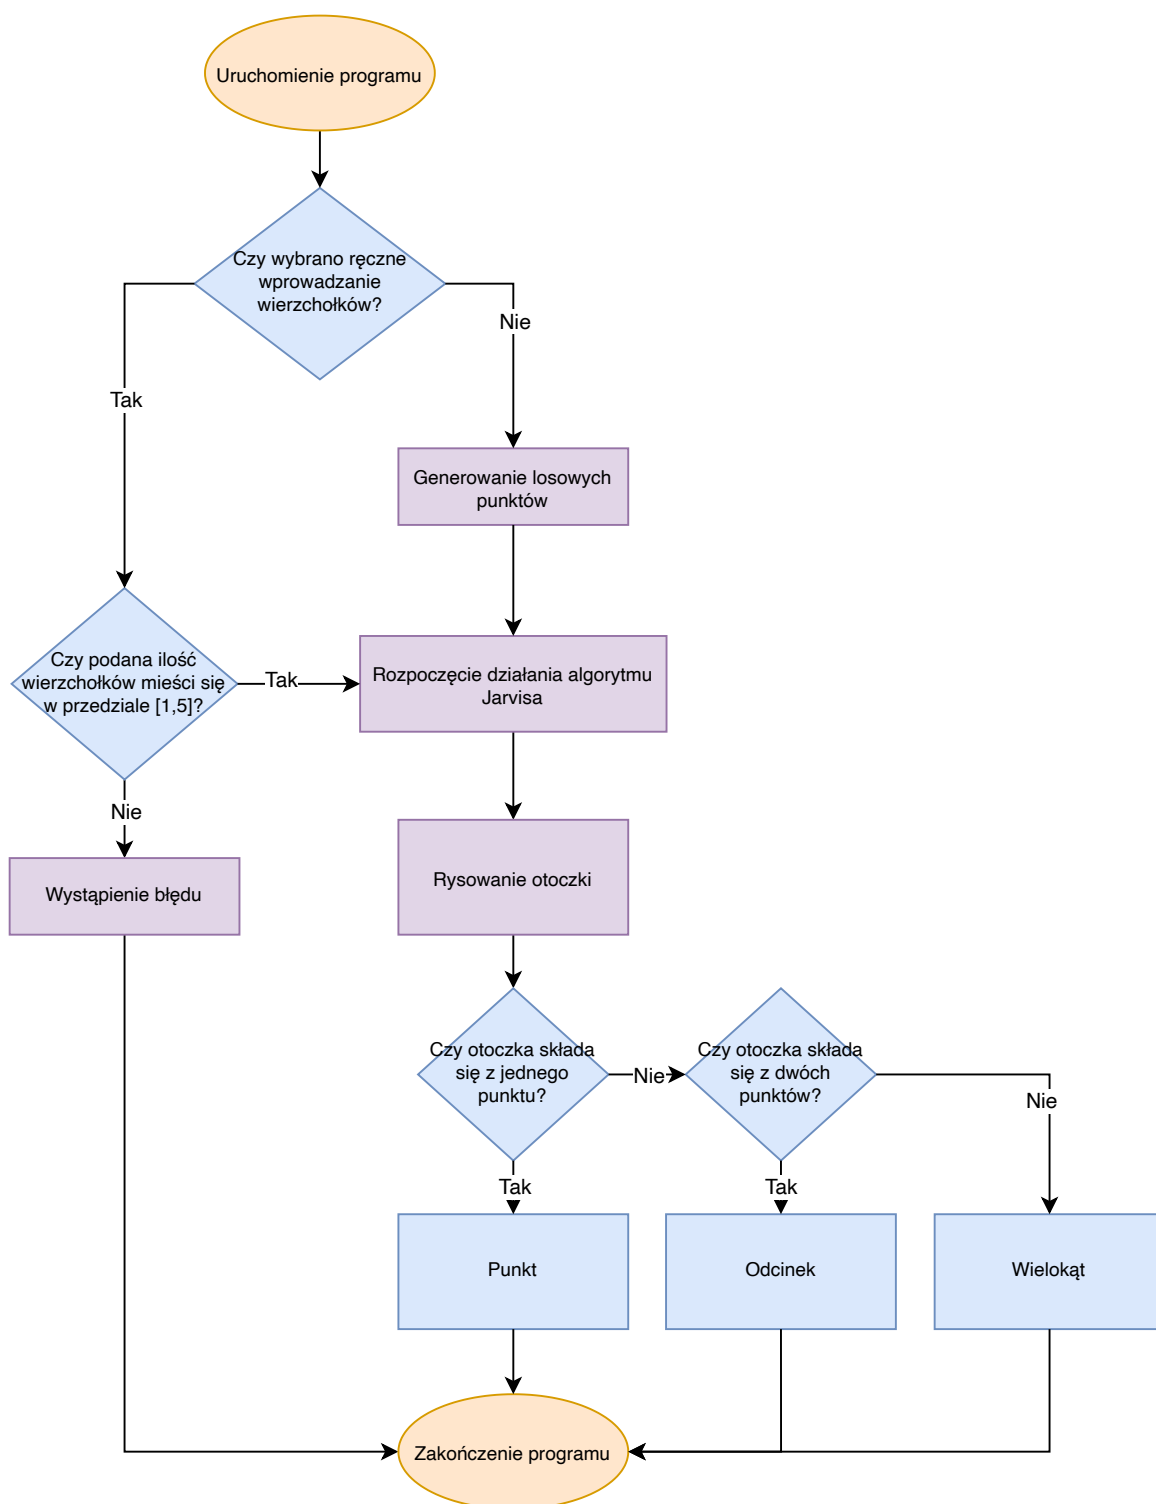 Uruchomienie programu
Czy wybrano ręczne
wprowadzanie
wierzchołków?
Nie
Tak
Generowanie losowych
punktów
Czy podana ilość
wierzchołków mieści się
w przedziale [1,5]?
Tak
Rozpoczęcie działania algorytmu
Jarvisa
Nie
Wystąpienie błędu
Rysowanie otoczki
Czy otoczka składa
się z jednego
punktu?
Nie
Czy otoczka składa
się z dwóch
punktów?
Nie
Tak
Tak
Punkt
Odcinek
Wielokąt
Zakończenie programu